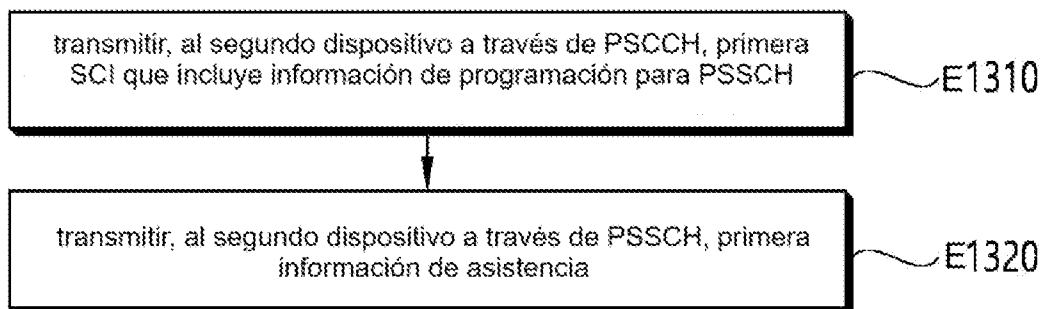 transmitir, al segundo dispositivo a través de PSCCH, primera
SCI que incluye información de programación para PSSCH
E1310
transmitir, al segundo dispositivo a través de PSSCH, primera
información de asistencia
E1320